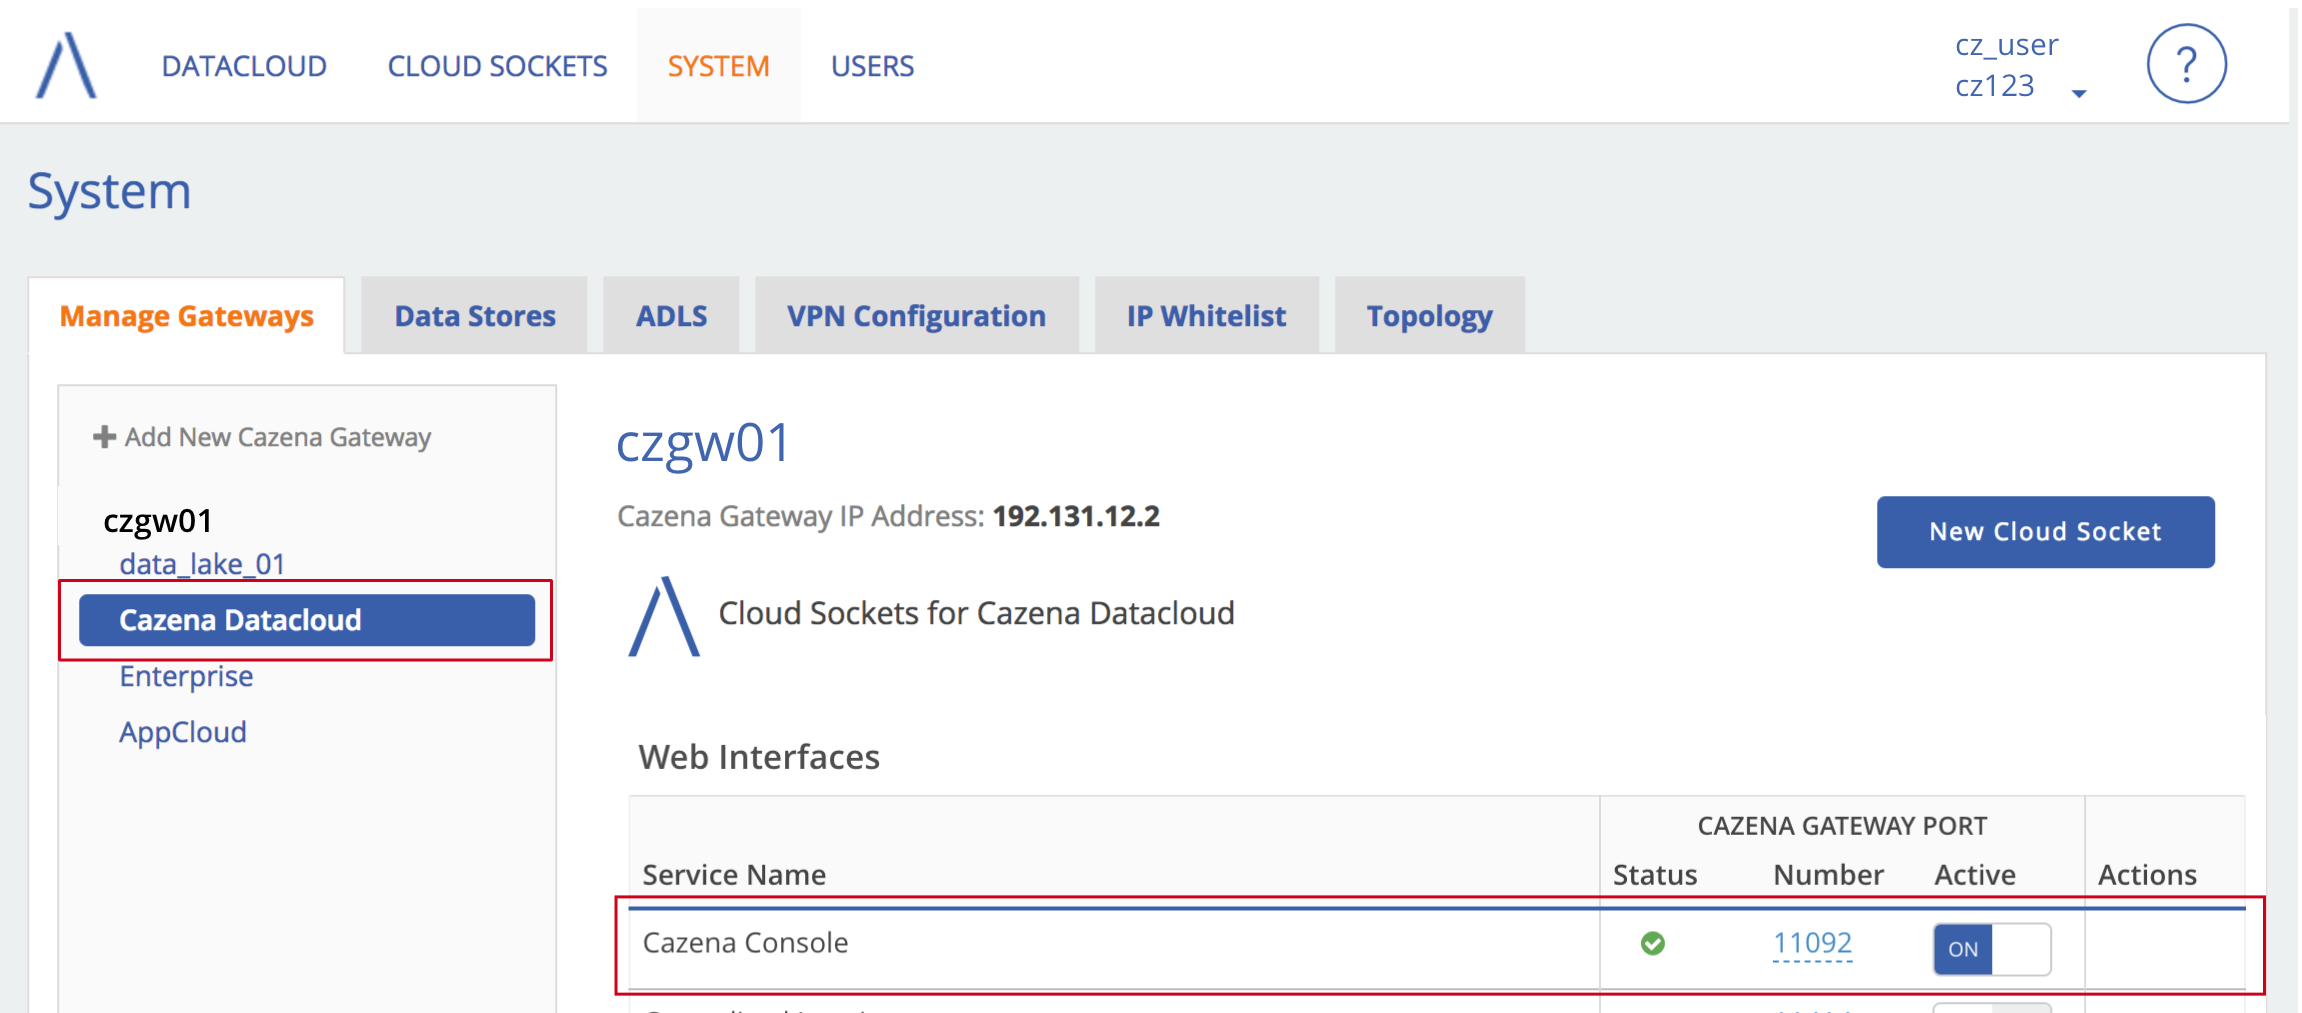 DATACLOUD CLOUD SOCKETS SYSTEM USERS
cz_user
cz123
?
System
Manage Gateways Data Stores ADLS VPN Configuration IP Whitelist Topology
Add New Cazena Gateway
czgw01
data_lake_01
Cazena Datacloud
Enterprise
AppCloud
czgw01
Cazena Gateway IP Address: 192.131.12.2
New Cloud Socket
Cloud Sockets for Cazena Datacloud
Web Interfaces
CAZENA GATEWAY PORT
Service Name Status Number Active Actions
Cazena Console 11092 ON